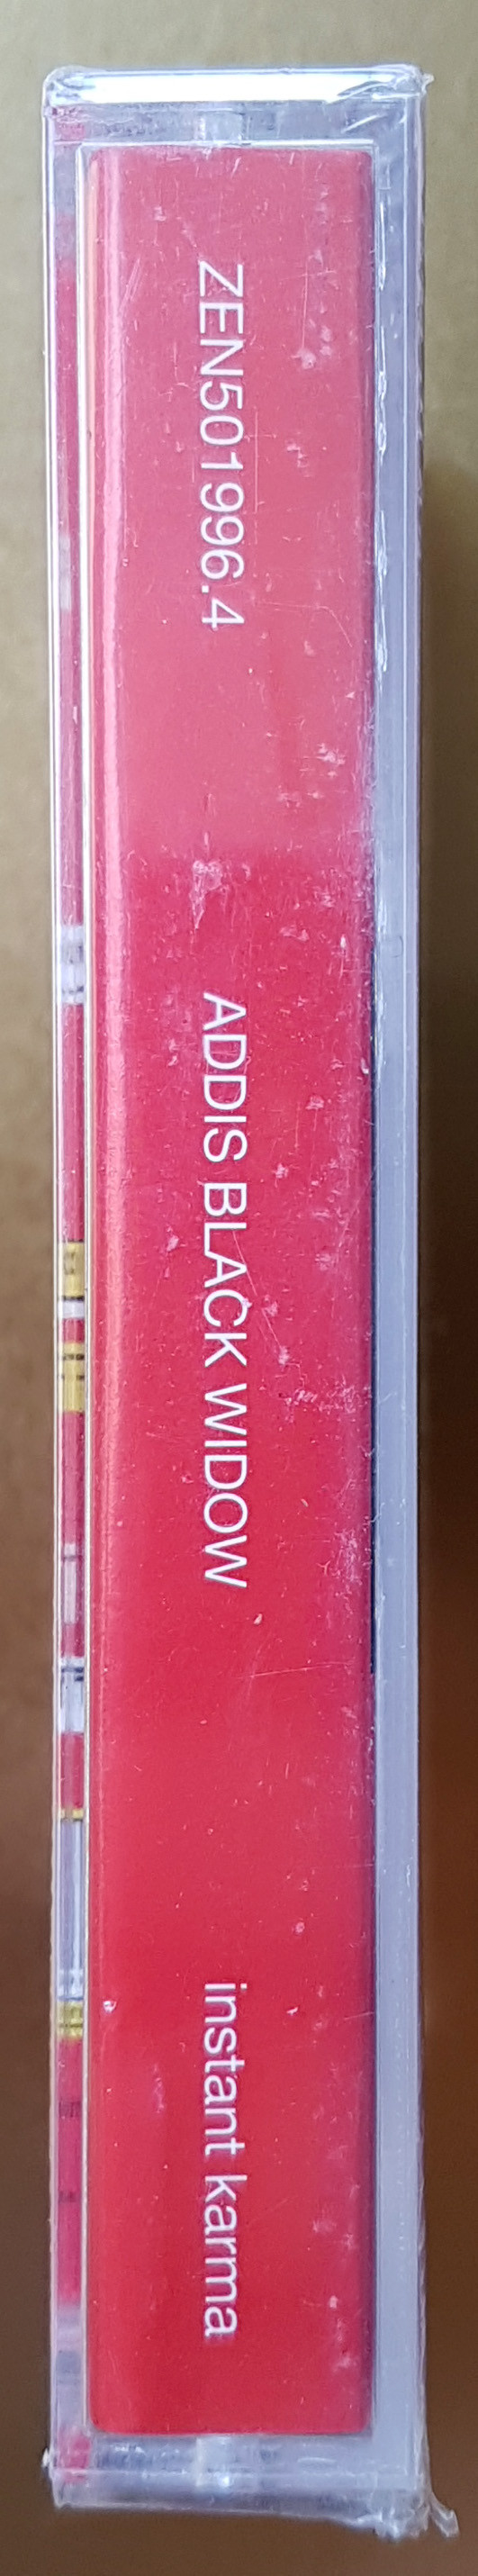 ZEN501996.4
ADDIS BLACK WIDOW
instant karma